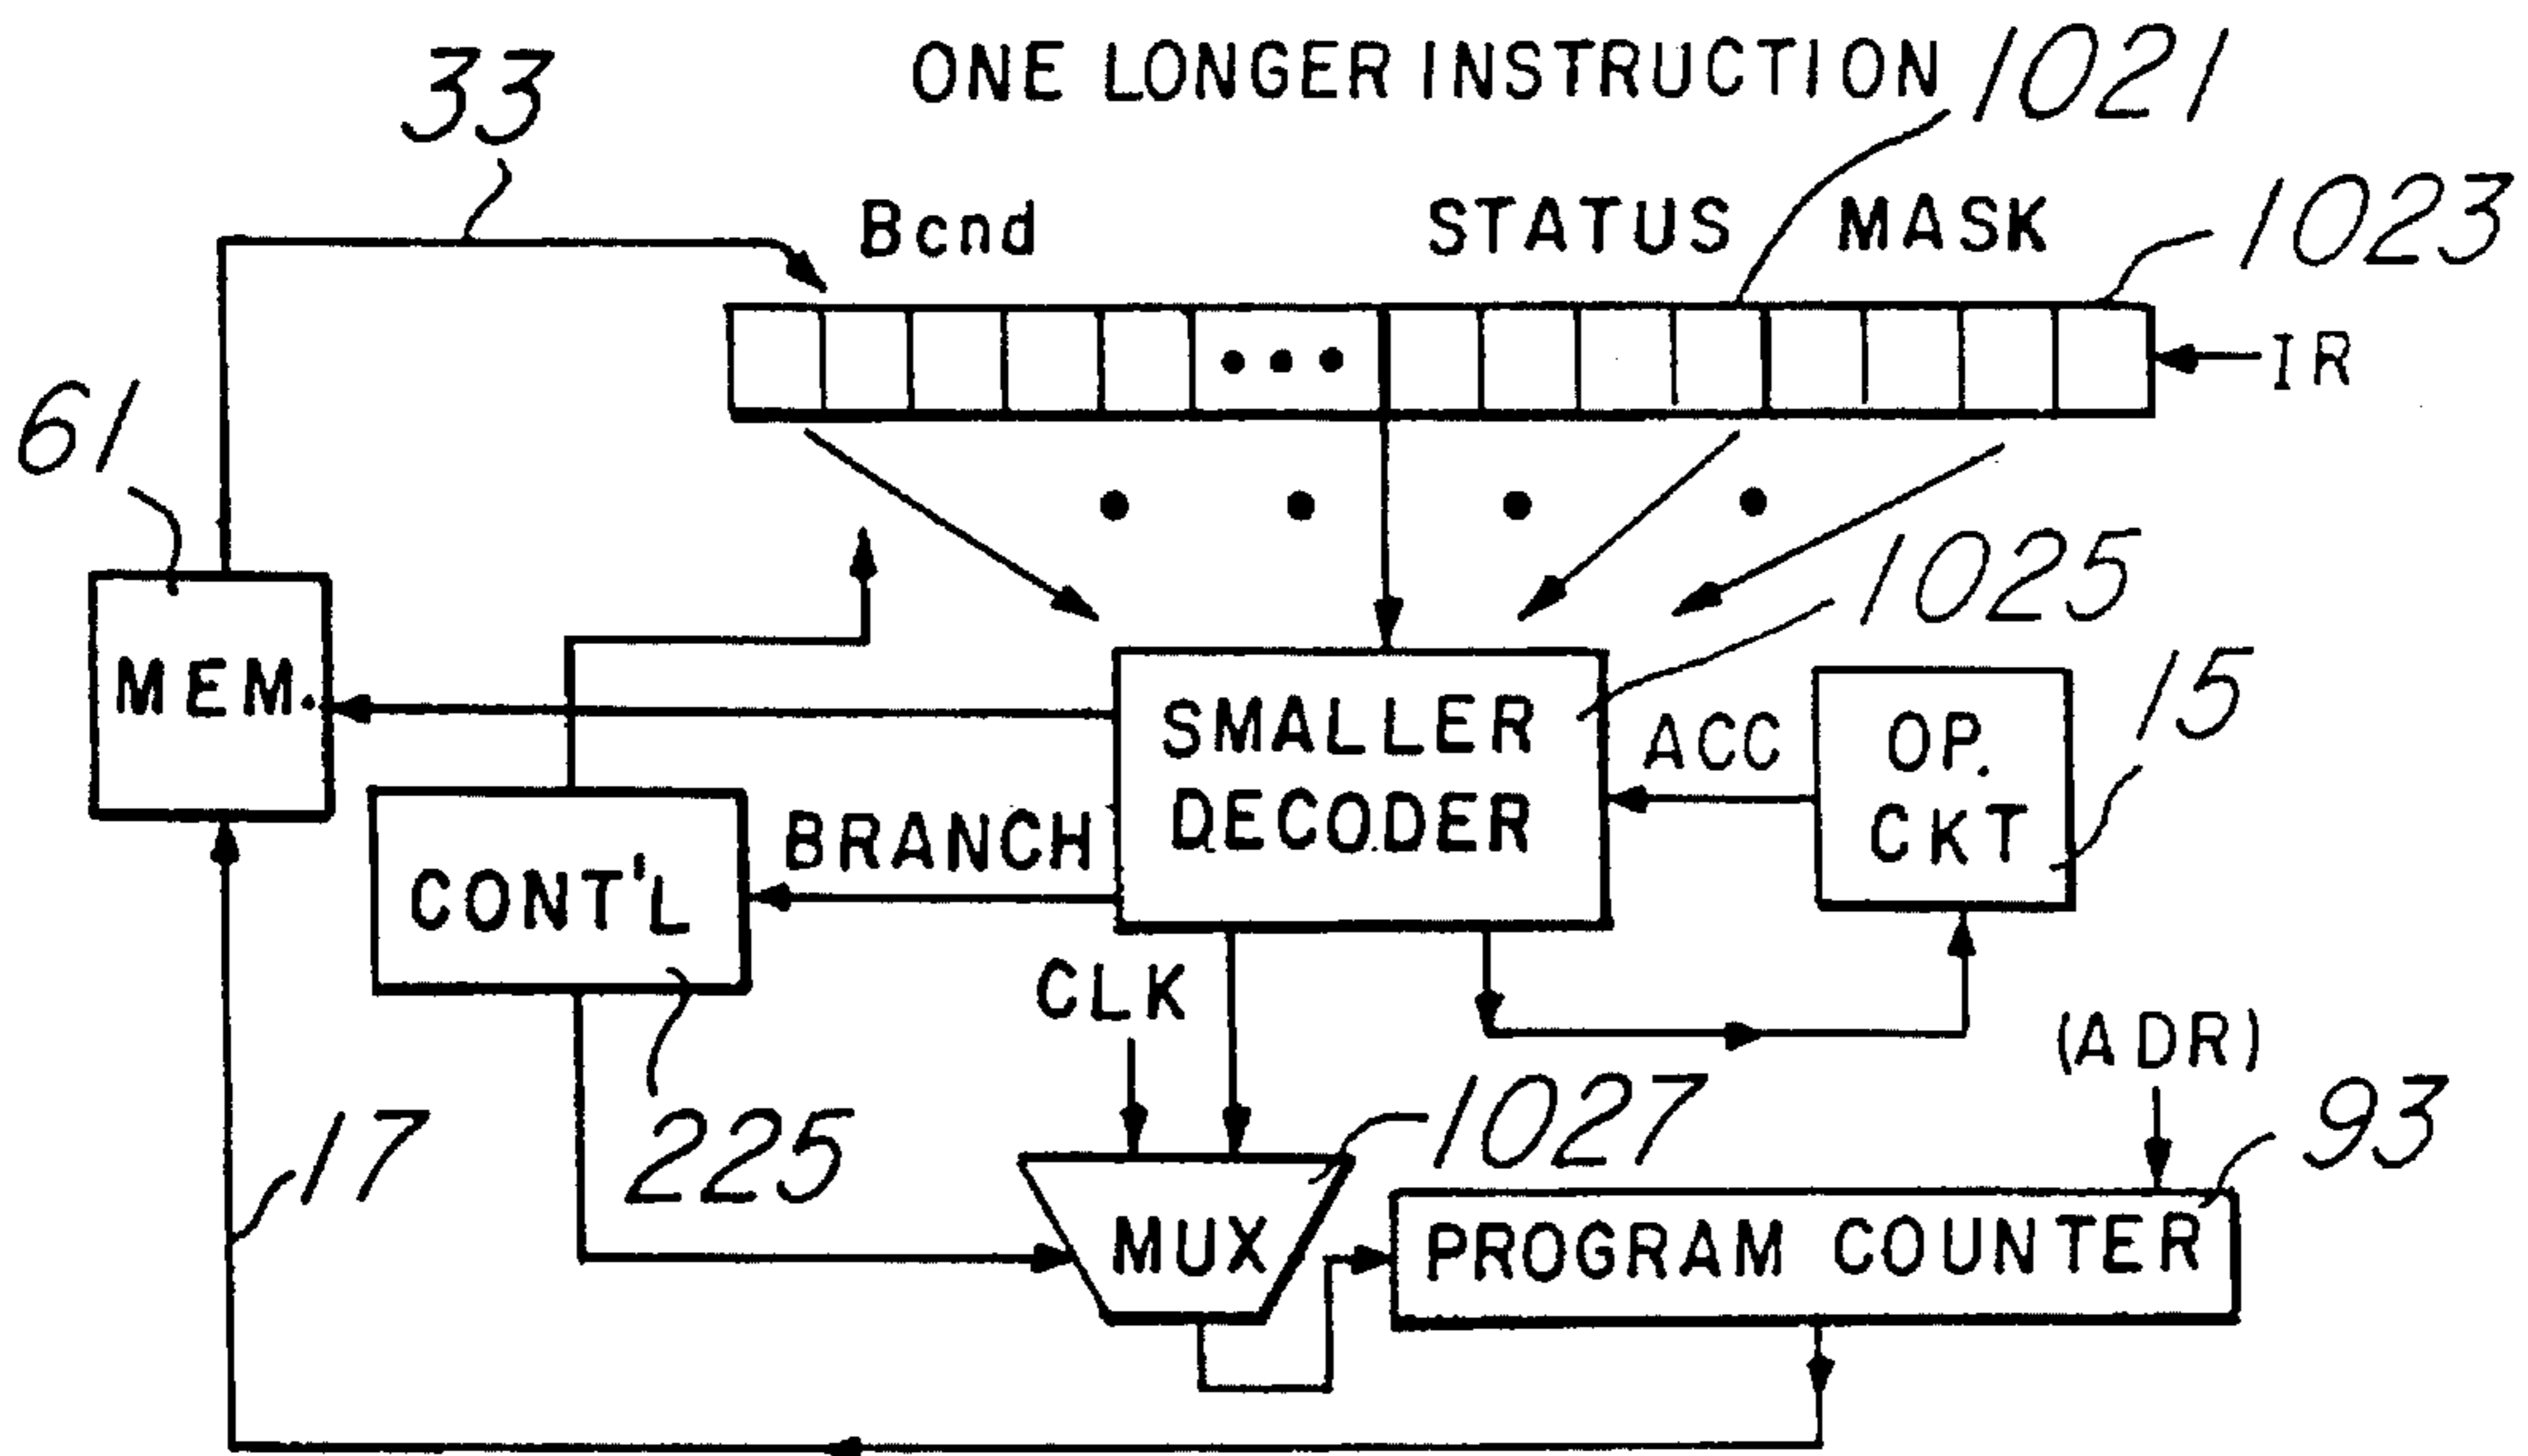 33
ONE LONGER INSTRUCTION
1021
Bcnd
STATUS MASK
1023
IR
61
1025
MEM.
SMALLER
DECODER
ACC
OP.
CKT
15
BRANCH
CONT'L
CLK
(ADR)
17
225
1027
93
MUX
PROGRAM COUNTER